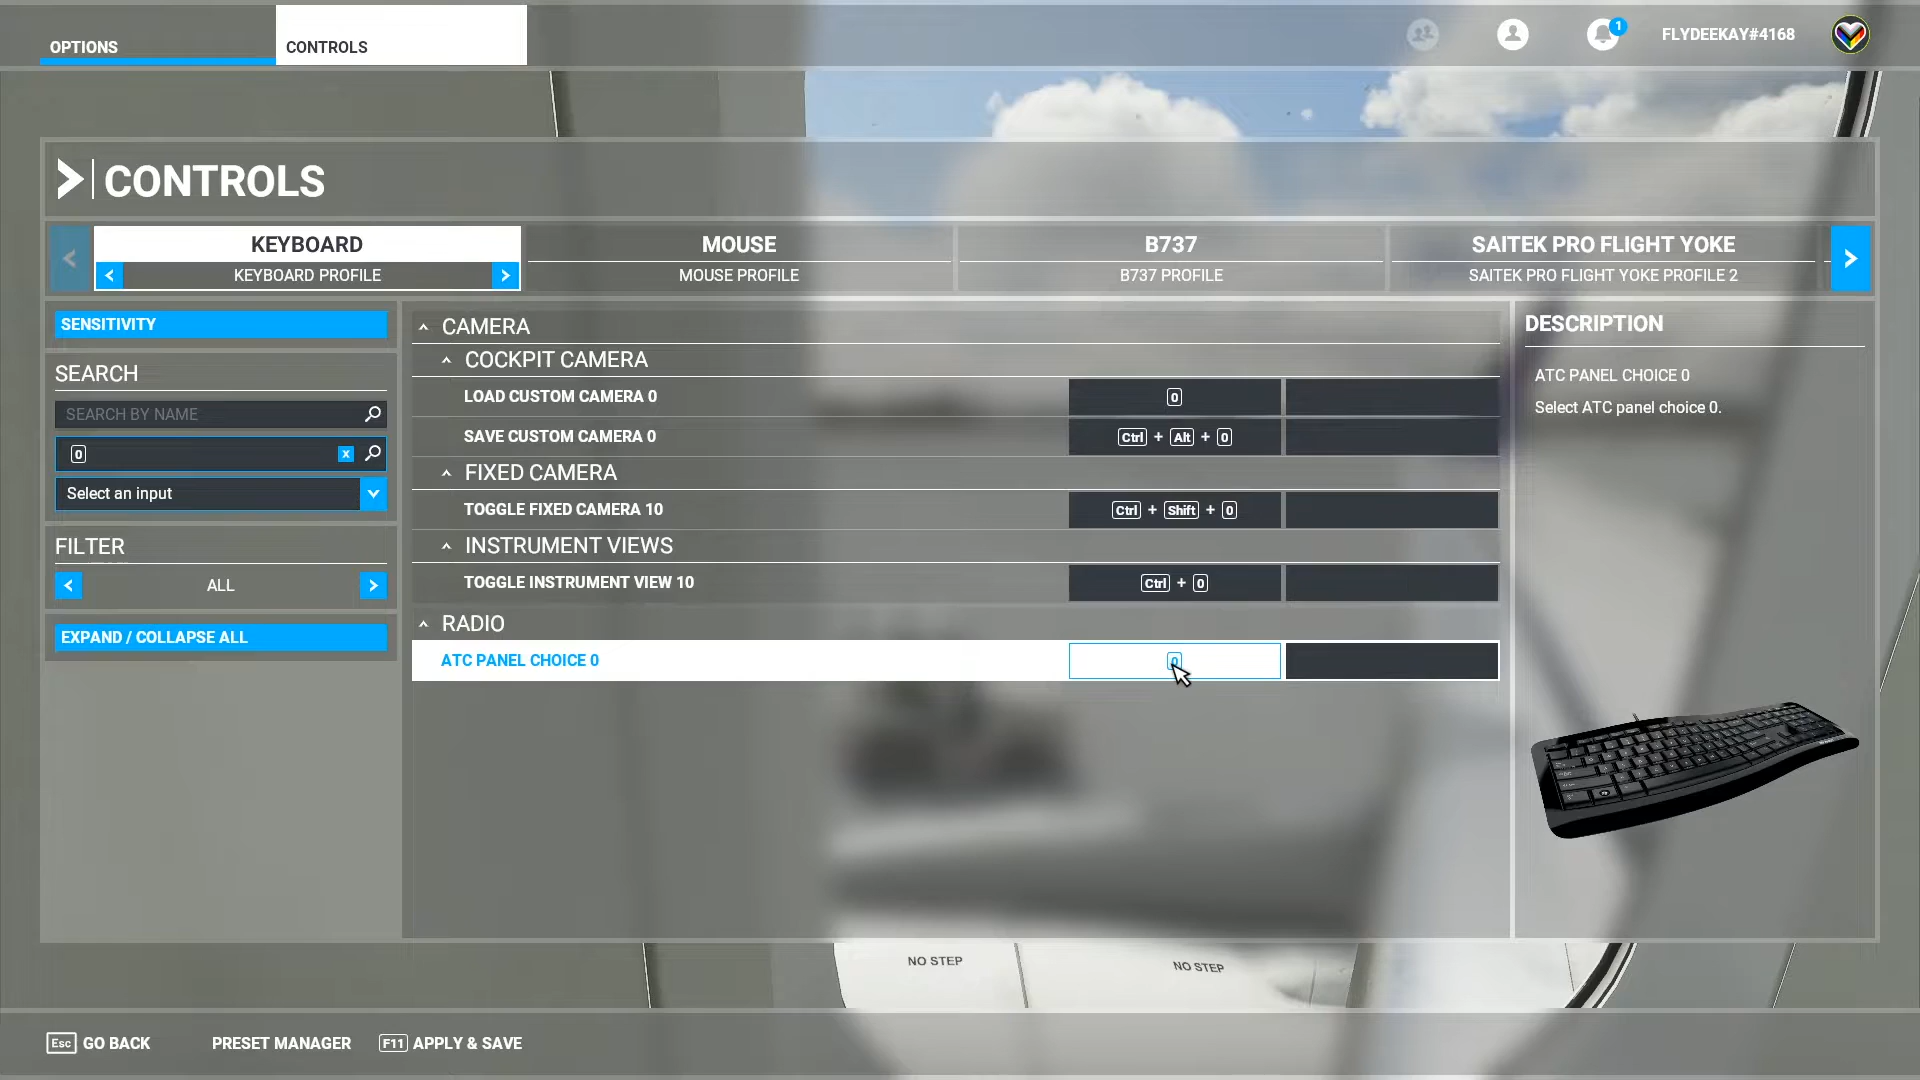 OPTIONS
CONTROLS
1
FLYDEEKAY#4168
CONTROLS
KEYBOARD
KEYBOARD PROFILE
MOUSE
MOUSE PROFILE
B737
B737 PROFILE
SAITEK PRO FLIGHT YOKE
SAITEK PRO FLIGHT YOKE PROFILE 2
SENSITIVITY
SEARCH
SEARCH BY NAME
0 x
Select an input
FILTER
ALL
EXPAND / COLLAPSE ALL
CAMERA
COCKPIT CAMERA
LOAD CUSTOM CAMERA 0 0
SAVE CUSTOM CAMERA 0 Ctrl + Alt + 0
FIXED CAMERA
TOGGLE FIXED CAMERA 10 Ctrl + Shift + 0
INSTRUMENT VIEWS
TOGGLE INSTRUMENT VIEW 10 Ctrl + 0
RADIO
ATC PANEL CHOICE 0 0
DESCRIPTION
ATC PANEL CHOICE 0
Select ATC panel choice 0.
NO STEP
NO STEP
Esc GO BACK
PRESET MANAGER
F11 APPLY & SAVE